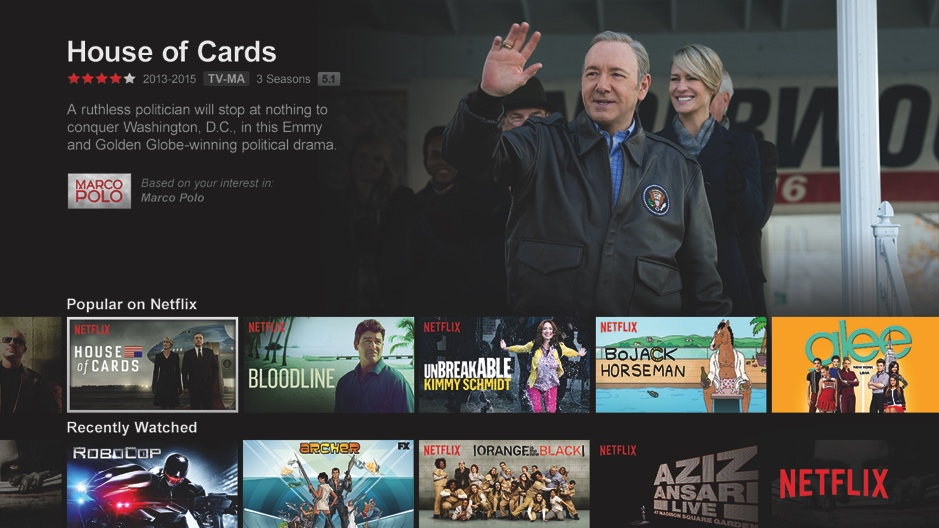 House of Cards
2013-2015 TV-MA 3 Seasons 5.1
A ruthless politician will stop at nothing to
conquer Washington, D.C., in this Emmy
and Golden Globe-winning political drama.
MARCO
POLO
Based on your interest in:
Marco Polo
16
Popular on Netflix
NETFLIX
HOUSE
of CARDS
NETFLIX
BLOODLINE
NETFLIX
UNBREAKABLE
KIMMY SCHMIDT
NETFLIX
BOJACK
HORSEMAN
glee
Recently Watched
ROBOCOP
ARCHER
FX
NETFLIX
ORANGE IS THE NEW BLACK
NETFLIX
AZIZ
ANSARI
LIVE
AT MADISON SQUARE GARDEN
NETFLIX